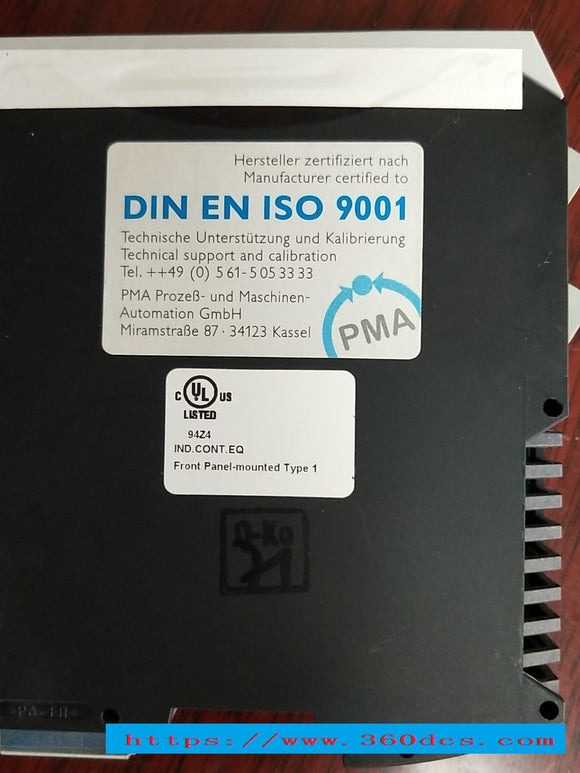 Hersteller zertifiziert nach
Manufacturer certified to
DIN EN ISO 9001
Technische Unterstützung und Kalibrierung
Technical support and calibration
Tel. ++49 (0) 5 61-5 05 33 33
PMA Prozeß- und Maschinen-
Automation GmbH
Miramstraße 87 · 34123 Kassel
PMA
C UL US
LISTED
94Z4
IND.CONT.EQ
Front Panel-mounted Type 1
Q-Ko
21
https://www.360dcs.com